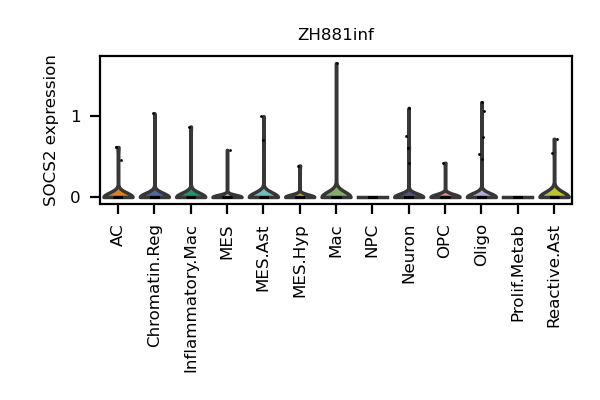 ZH881inf
SOCS2 expression
1
0
AC
Chromatin.Reg
Inflammatory.Mac
MES
MES.Ast
MES.Hyp
Mac
NPC
Neuron
OPC
Oligo
Prolif.Metab
Reactive.Ast